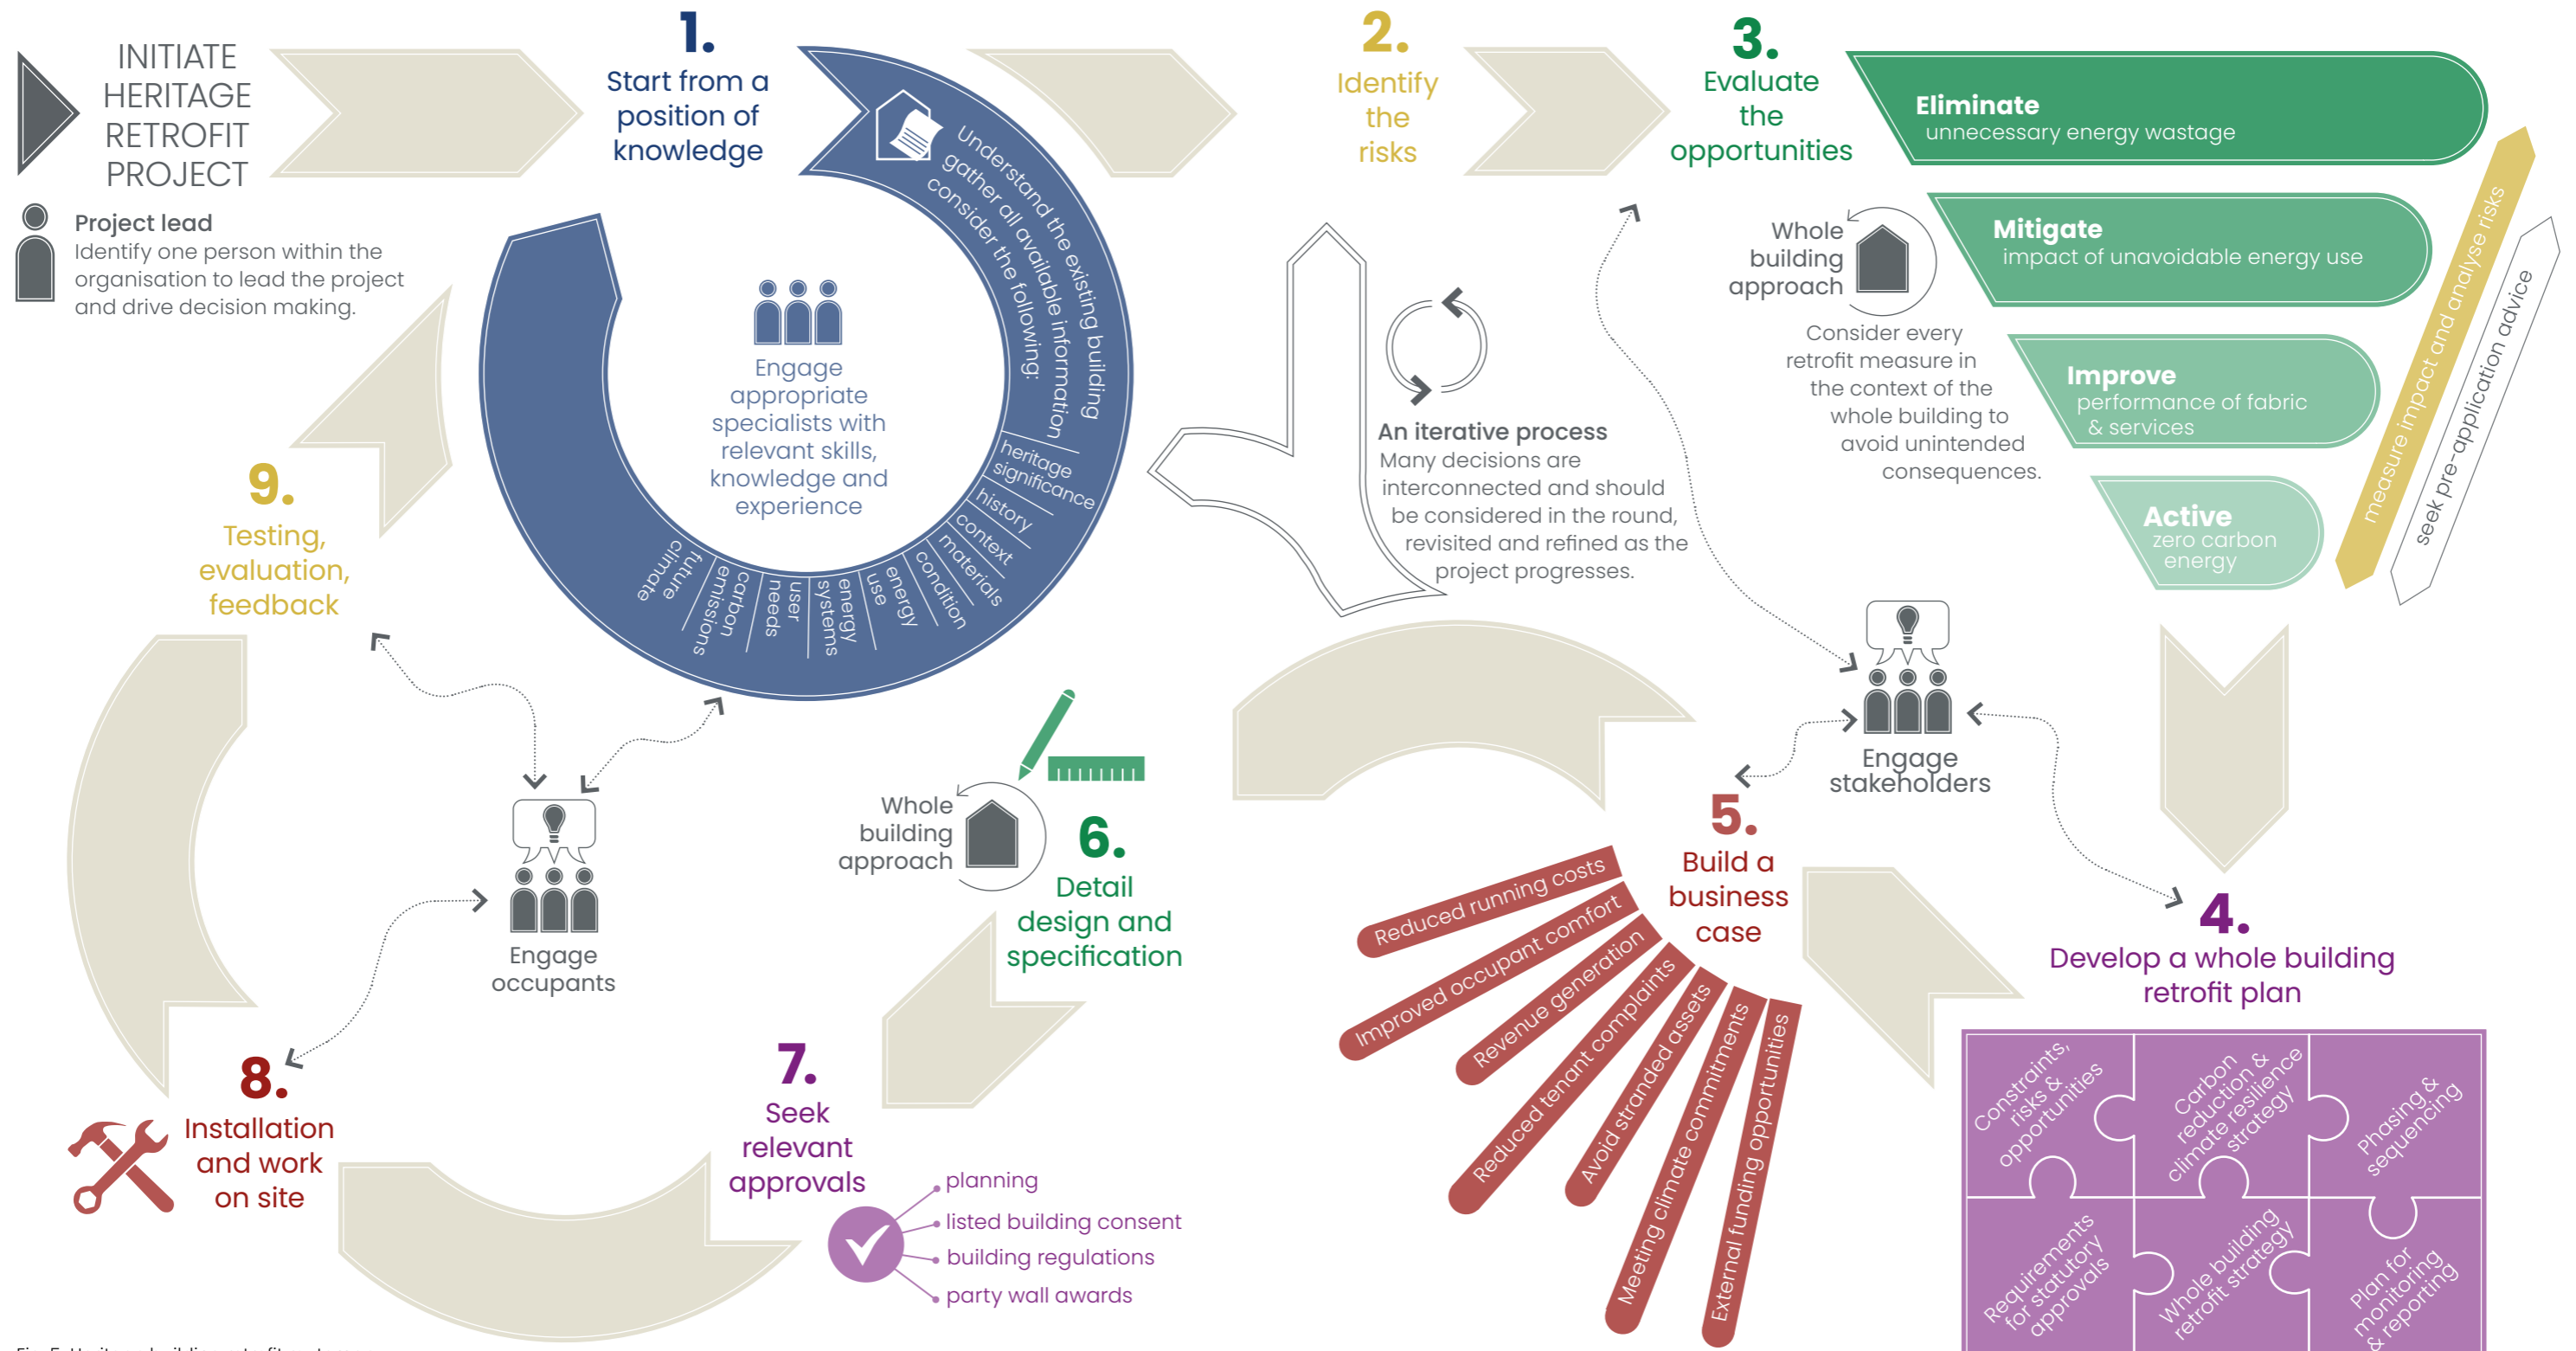 INITIATE
HERITAGE
RETROFIT
PROJECT
Project lead
Identify one person within the
organisation to lead the project
and drive decision making.
1.
Start from a
position of
knowledge
Understand the existing building
gather all available information
consider the following:
heritage
significance
history
context
materials
condition
energy
use
energy
systems
user
needs
carbon
emissions
future
climate
Engage
appropriate
specialists with
relevant skills,
knowledge and
experience
2.
Identify
the
risks
An iterative process
Many decisions are
interconnected and should
be considered in the round,
revisited and refined as the
project progresses.
3.
Evaluate
the
opportunities
Whole
building
approach
Consider every
retrofit measure in
the context of the
whole building to
avoid unintended
consequences.
Eliminate
unnecessary energy wastage
Mitigate
impact of unavoidable energy use
Improve
performance of fabric
& services
Active
zero carbon
energy
measure impact and analyse risks
seek pre-application advice
Engage
stakeholders
4.
Develop a whole building
retrofit plan
Constraints,
risks &
opportunities
Carbon
reduction &
climate resilience
strategy
Phasing &
sequencing
Requirements
for statutory
approvals
Whole building
retrofit strategy
Plan for
monitoring
& reporting
5.
Build a
business
case
Reduced running costs
Improved occupant comfort
Revenue generation
Reduced tenant complaints
Avoid stranded assets
Meeting climate commitments
External funding opportunities
Whole
building
approach
6.
Detail
design and
specification
7.
Seek
relevant
approvals
planning
listed building consent
building regulations
party wall awards
8.
Installation
and work
on site
Engage
occupants
9.
Testing,
evaluation,
feedback